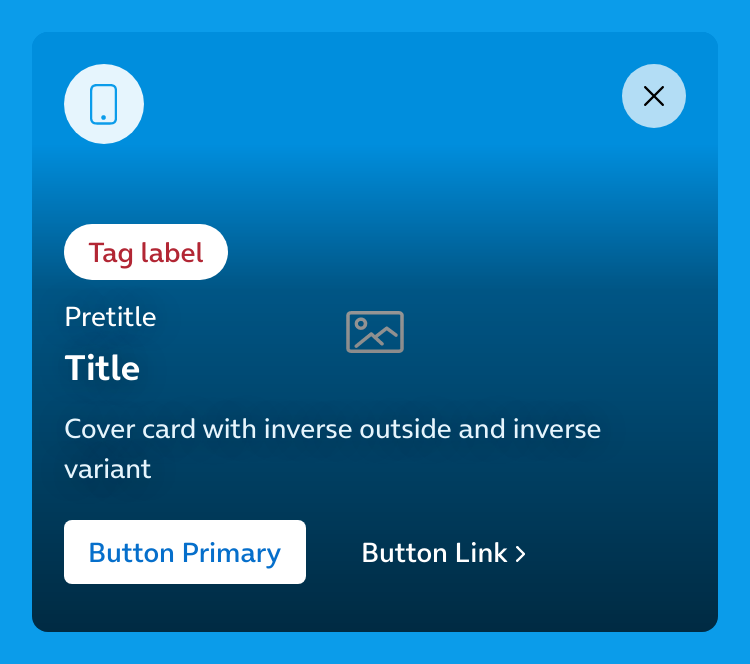 Tag label
Pretitle
Title
Cover card with inverse outside and inverse
variant
Button Primary
Button Link